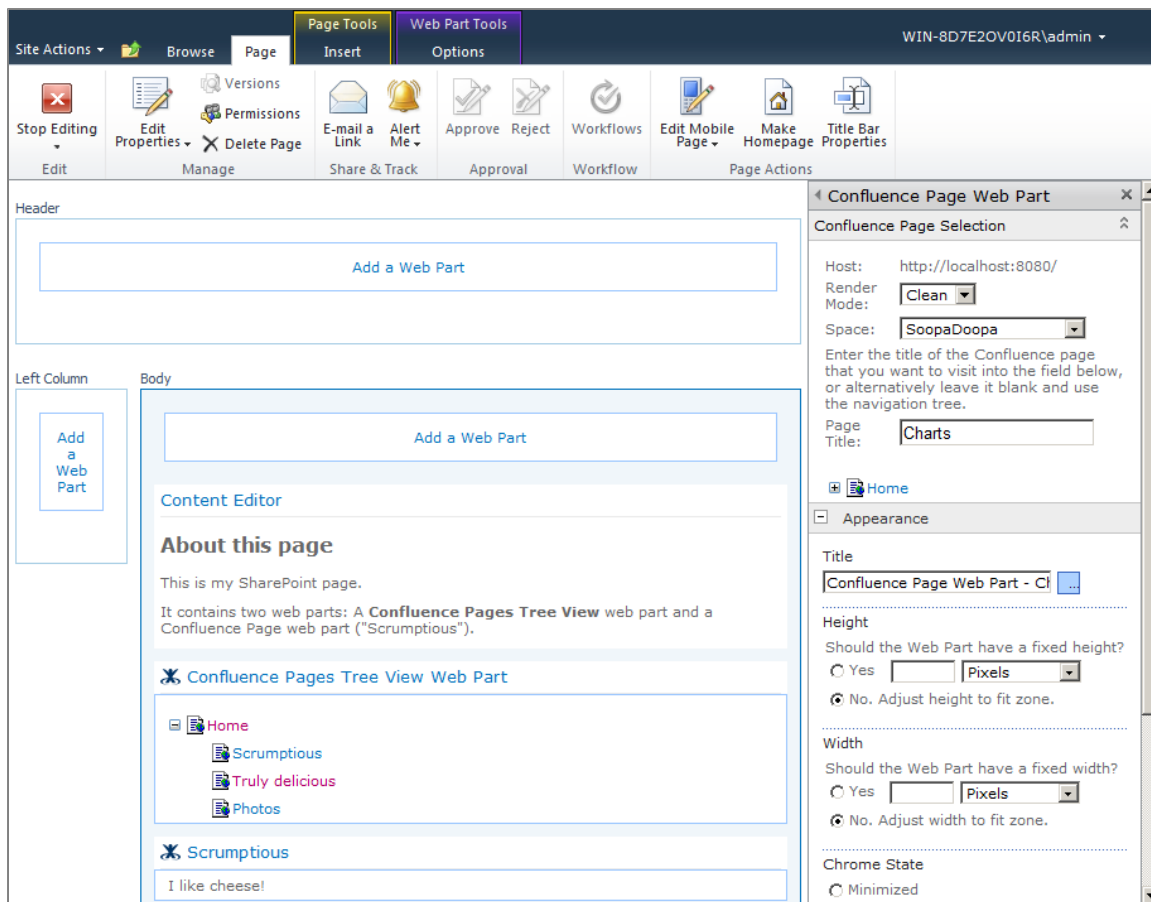 Page Tools
Web Part Tools
Site Actions
Browse
Page
Insert
Options
WIN-8D7E2OV0I6R\admin
Stop Editing
Edit
Edit
Properties
Versions
Permissions
Delete Page
Manage
E-mail a
Link
Alert
Me
Share & Track
Approve
Reject
Approval
Workflows
Workflow
Edit Mobile
Page
Make
Homepage
Title Bar
Properties
Page Actions
Header
Add a Web Part
Left Column
Add
a
Web
Part
Body
Add a Web Part
Content Editor
About this page
This is my SharePoint page.
It contains two web parts: A Confluence Pages Tree View web part and a
Confluence Page web part ("Scrumptious").
Confluence Pages Tree View Web Part
Home
Scrumptious
Truly delicious
Photos
Scrumptious
I like cheese!
Confluence Page Web Part
Confluence Page Selection
Host: http://localhost:8080/
Render
Mode:
Clean
Space: SoopaDoopa
Enter the title of the Confluence page
that you want to visit into the field below,
or alternatively leave it blank and use
the navigation tree.
Page
Title:
Charts
Home
Appearance
Title
Confluence Page Web Part - Ch
...
Height
Should the Web Part have a fixed height?
Yes Pixels
No. Adjust height to fit zone.
Width
Should the Web Part have a fixed width?
Yes Pixels
No. Adjust width to fit zone.
Chrome State
Minimized